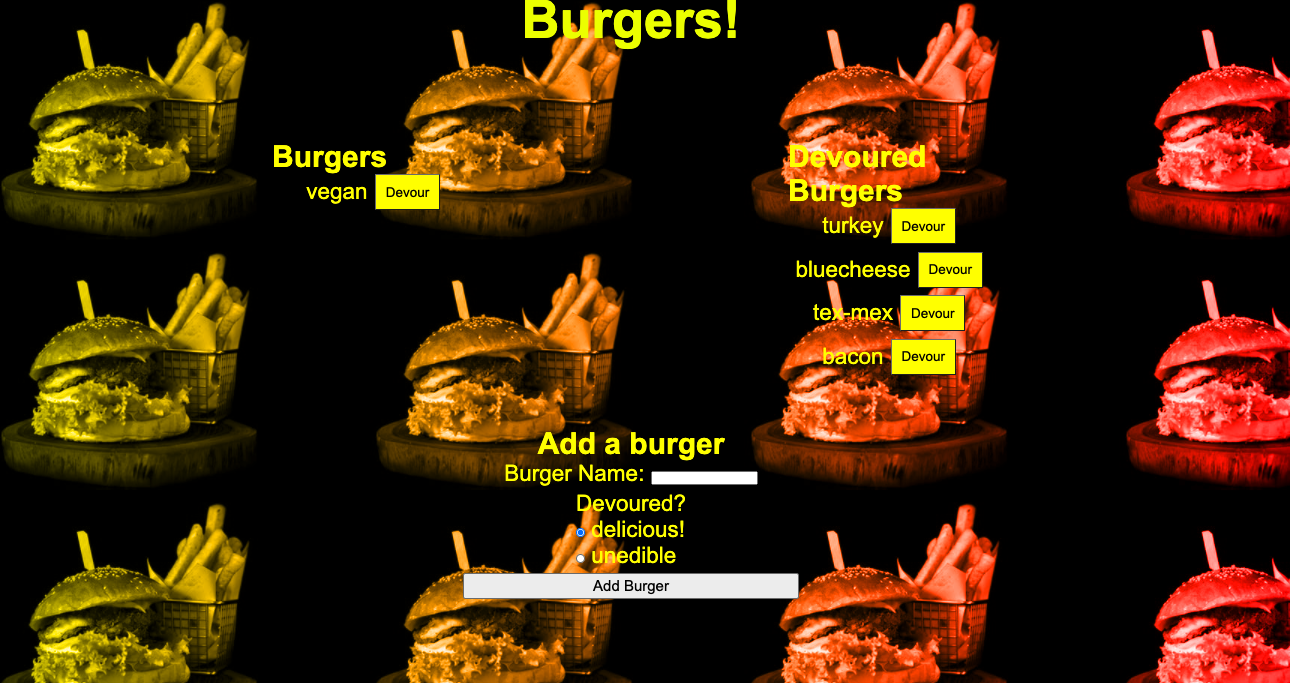 Burgers!
Burgers
vegan Devour
Devoured
Burgers
turkey Devour
bluecheese Devour
tex-mex Devour
bacon Devour
Add a burger
Burger Name:
Devoured?
delicious!
unedible
Add Burger